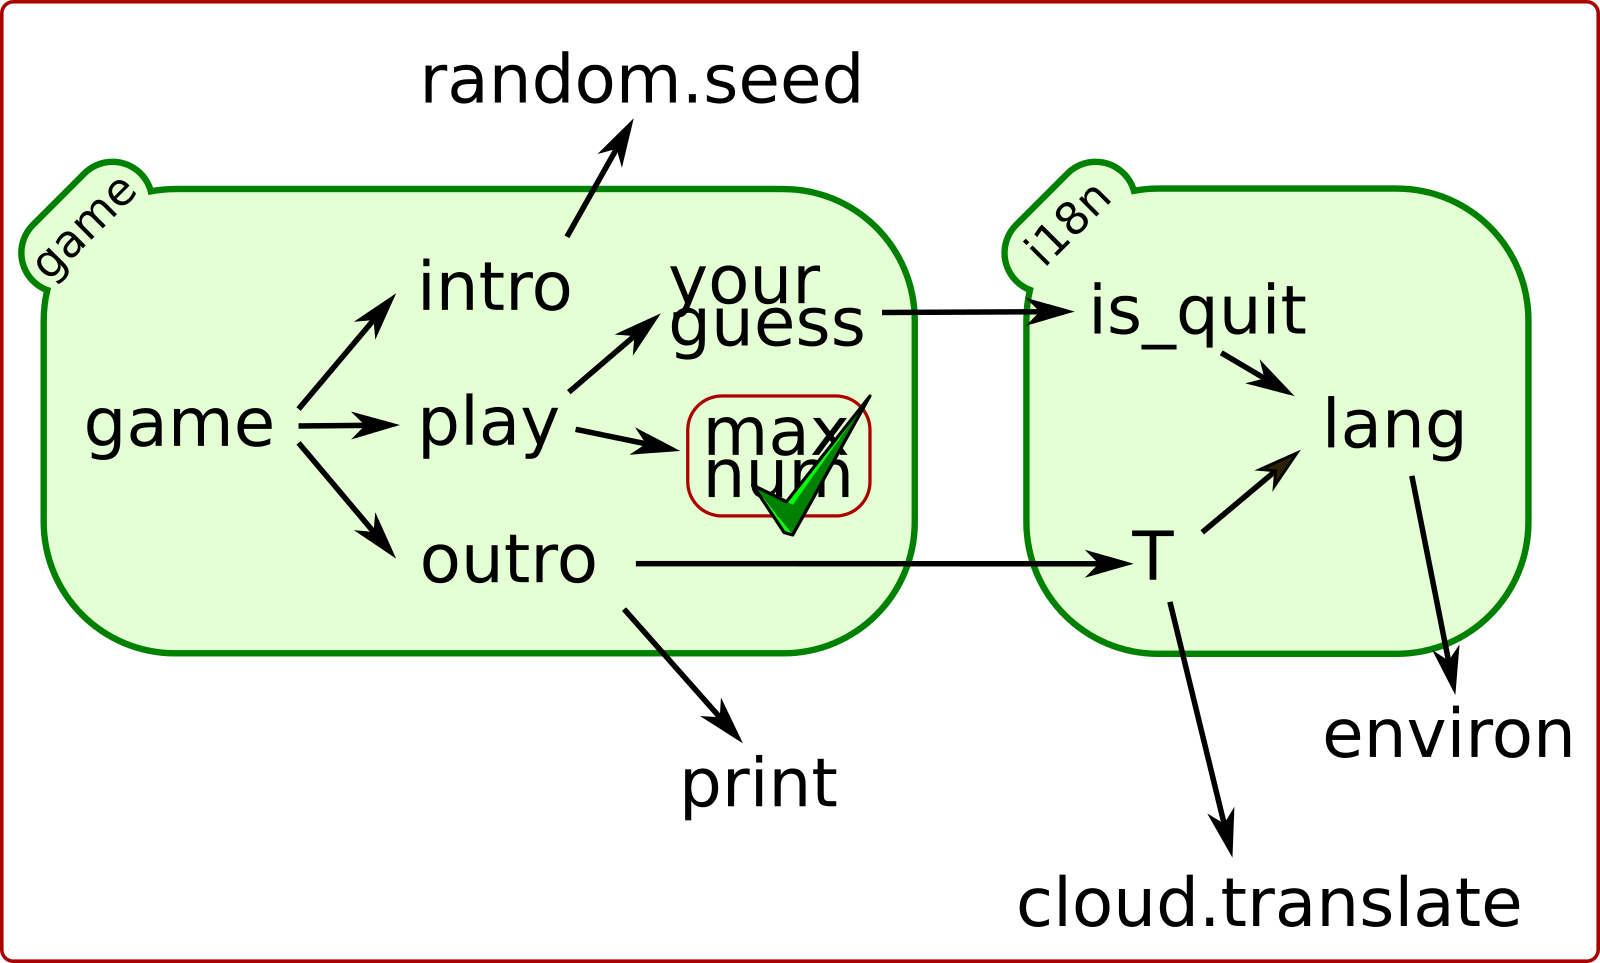 random.seed
game
i18n
intro
your
guess
is_quit
game
play
max
num
lang
outro
T
print
environ
cloud.translate